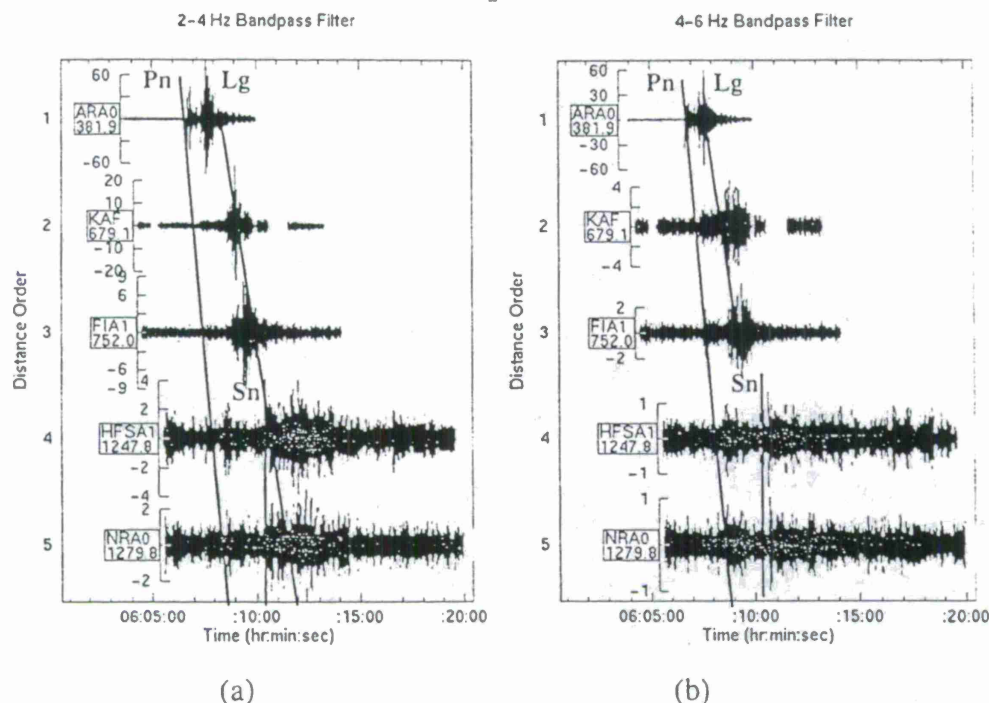 2-4 Hz Bandpass Filter
Pn Lg
60
-60
ARA0
381.9
1
20
10
-10
-20
KAF
679.1
2
9
6
-6
-9
FIA1
752.0
3
Sn
4
2
-2
-4
HFSA1
1247.8
4
2
-2
NRA0
1279.8
5
Distance Order
06:05:00 :10:00 :15:00 :20:00
Time (hr:min:sec)
(a)
4-6 Hz Bandpass Filter
Pn Lg
60
30
-30
-60
ARA0
381.9
1
4
-4
KAF
679.1
2
2
-2
FIA1
752.0
3
Sn
1
-1
HFSA1
1247.8
4
1
-1
NRA0
1279.8
5
Distance Order
06:05:00 :10:00 :15:00 :20:00
Time (hr:min:sec)
(b)